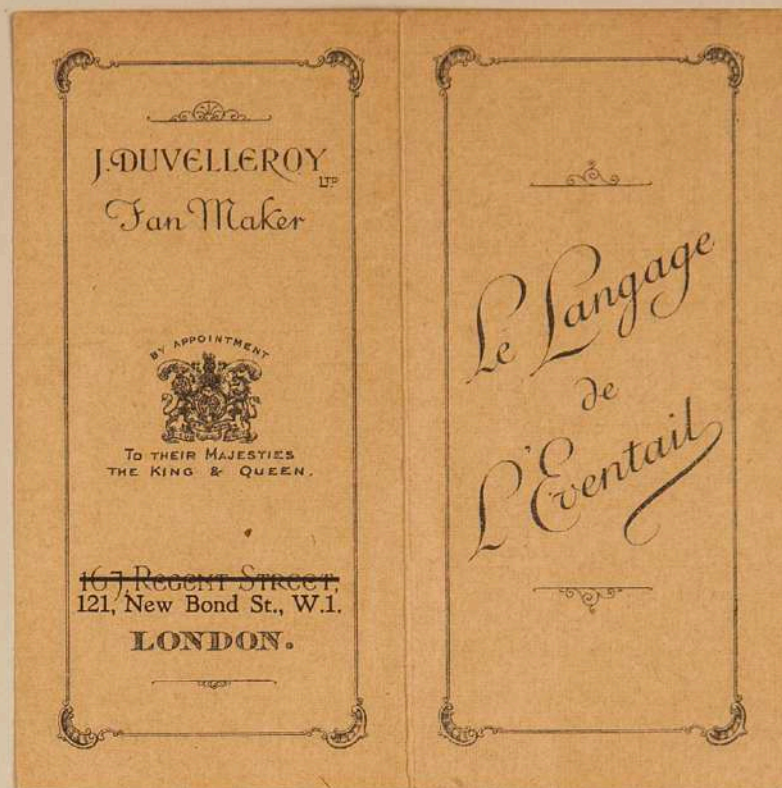 J. DUVELLEROY LTD
Fan Maker
BY APPOINTMENT
TO THEIR MAJESTIES
THE KING & QUEEN.
167, REGENT STREET,
121, New Bond St., W.1.
LONDON.
Le Langage
de
L'Eventail